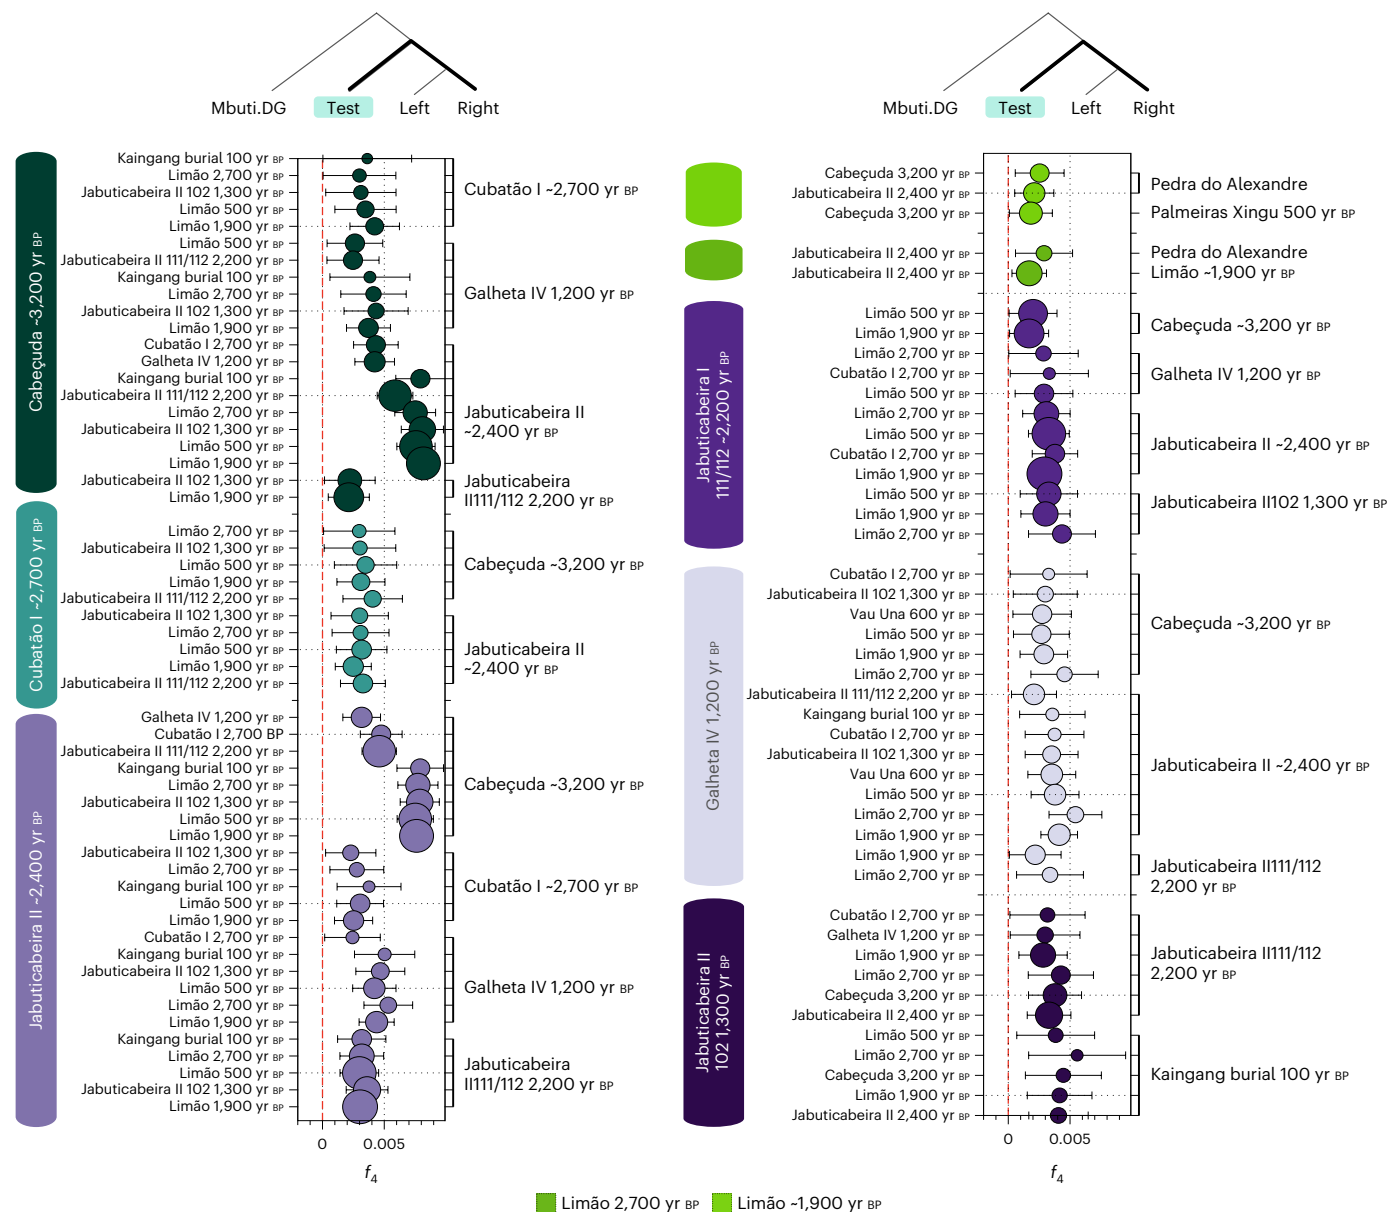 Mbuti.DG Test Left Right
Cabeçuda ~3,200 yr BP
Kaingang burial 100 yr BP
Limão 2,700 yr BP
Jabuticabeira II 102 1,300 yr BP
Limão 500 yr BP
Limão 1,900 yr BP
Cubatão I ~2,700 yr BP
Limão 500 yr BP
Jabuticabeira II 111/112 2,200 yr BP
Kaingang burial 100 yr BP
Limão 2,700 yr BP
Jabuticabeira II 102 1,300 yr BP
Limão 1,900 yr BP
Galheta IV 1,200 yr BP
Cubatão I 2,700 yr BP
Galheta IV 1,200 yr BP
Kaingang burial 100 yr BP
Jabuticabeira II 111/112 2,200 yr BP
Limão 2,700 yr BP
Jabuticabeira II 102 1,300 yr BP
Limão 500 yr BP
Limão 1,900 yr BP
Jabuticabeira II
~2,400 yr BP
Jabuticabeira II 102 1,300 yr BP
Limão 1,900 yr BP
Jabuticabeira
II111/112 2,200 yr BP
Cubatão I ~2,700 yr BP
Limão 2,700 yr BP
Jabuticabeira II 102 1,300 yr BP
Limão 500 yr BP
Limão 1,900 yr BP
Jabuticabeira II 111/112 2,200 yr BP
Cabeçuda ~3,200 yr BP
Jabuticabeira II 102 1,300 yr BP
Limão 2,700 yr BP
Limão 500 yr BP
Limão 1,900 yr BP
Jabuticabeira II 111/112 2,200 yr BP
Jabuticabeira II
~2,400 yr BP
Jabuticabeira II ~2,400 yr BP
Galheta IV 1,200 yr BP
Cubatão I 2,700 BP
Jabuticabeira II 111/112 2,200 yr BP
Kaingang burial 100 yr BP
Limão 2,700 yr BP
Jabuticabeira II 102 1,300 yr BP
Limão 500 yr BP
Limão 1,900 yr BP
Cabeçuda ~3,200 yr BP
Jabuticabeira II 102 1,300 yr BP
Limão 2,700 yr BP
Kaingang burial 100 yr BP
Limão 500 yr BP
Limão 1,900 yr BP
Cubatão I ~2,700 yr BP
Cubatão I 2,700 yr BP
Kaingang burial 100 yr BP
Jabuticabeira II 102 1,300 yr BP
Limão 500 yr BP
Limão 2,700 yr BP
Limão 1,900 yr BP
Galheta IV 1,200 yr BP
Kaingang burial 100 yr BP
Limão 2,700 yr BP
Limão 500 yr BP
Jabuticabeira II 102 1,300 yr BP
Limão 1,900 yr BP
Jabuticabeira
II111/112 2,200 yr BP
0 0.005
f4
Mbuti.DG Test Left Right
Cabeçuda 3,200 yr BP
Jabuticabeira II 2,400 yr BP
Pedra do Alexandre
Cabeçuda 3,200 yr BP
Palmeiras Xingu 500 yr BP
Jabuticabeira II 2,400 yr BP
Pedra do Alexandre
Jabuticabeira II 2,400 yr BP
Limão ~1,900 yr BP
Jabuticabeira I
111/112 ~2,200 yr BP
Limão 500 yr BP
Limão 1,900 yr BP
Cabeçuda ~3,200 yr BP
Limão 2,700 yr BP
Cubatão I 2,700 yr BP
Limão 500 yr BP
Galheta IV 1,200 yr BP
Limão 2,700 yr BP
Limão 500 yr BP
Cubatão I 2,700 yr BP
Limão 1,900 yr BP
Jabuticabeira II ~2,400 yr BP
Limão 500 yr BP
Limão 1,900 yr BP
Limão 2,700 yr BP
Jabuticabeira II102 1,300 yr BP
Galheta IV 1,200 yr BP
Cubatão I 2,700 yr BP
Jabuticabeira II 102 1,300 yr BP
Vau Una 600 yr BP
Limão 500 yr BP
Limão 1,900 yr BP
Limão 2,700 yr BP
Cabeçuda ~3,200 yr BP
Jabuticabeira II 111/112 2,200 yr BP
Kaingang burial 100 yr BP
Cubatão I 2,700 yr BP
Jabuticabeira II 102 1,300 yr BP
Vau Una 600 yr BP
Limão 500 yr BP
Limão 2,700 yr BP
Limão 1,900 yr BP
Jabuticabeira II ~2,400 yr BP
Limão 1,900 yr BP
Limão 2,700 yr BP
Jabuticabeira II111/112
2,200 yr BP
Jabuticabeira II
102 1,300 yr BP
Cubatão I 2,700 yr BP
Galheta IV 1,200 yr BP
Limão 1,900 yr BP
Limão 2,700 yr BP
Cabeçuda 3,200 yr BP
Jabuticabeira II 2,400 yr BP
Jabuticabeira II111/112
2,200 yr BP
Limão 500 yr BP
Limão 2,700 yr BP
Cabeçuda 3,200 yr BP
Limão 1,900 yr BP
Jabuticabeira II 2,400 yr BP
Kaingang burial 100 yr BP
0 0.005
f4
Limão 2,700 yr BP Limão ~1,900 yr BP